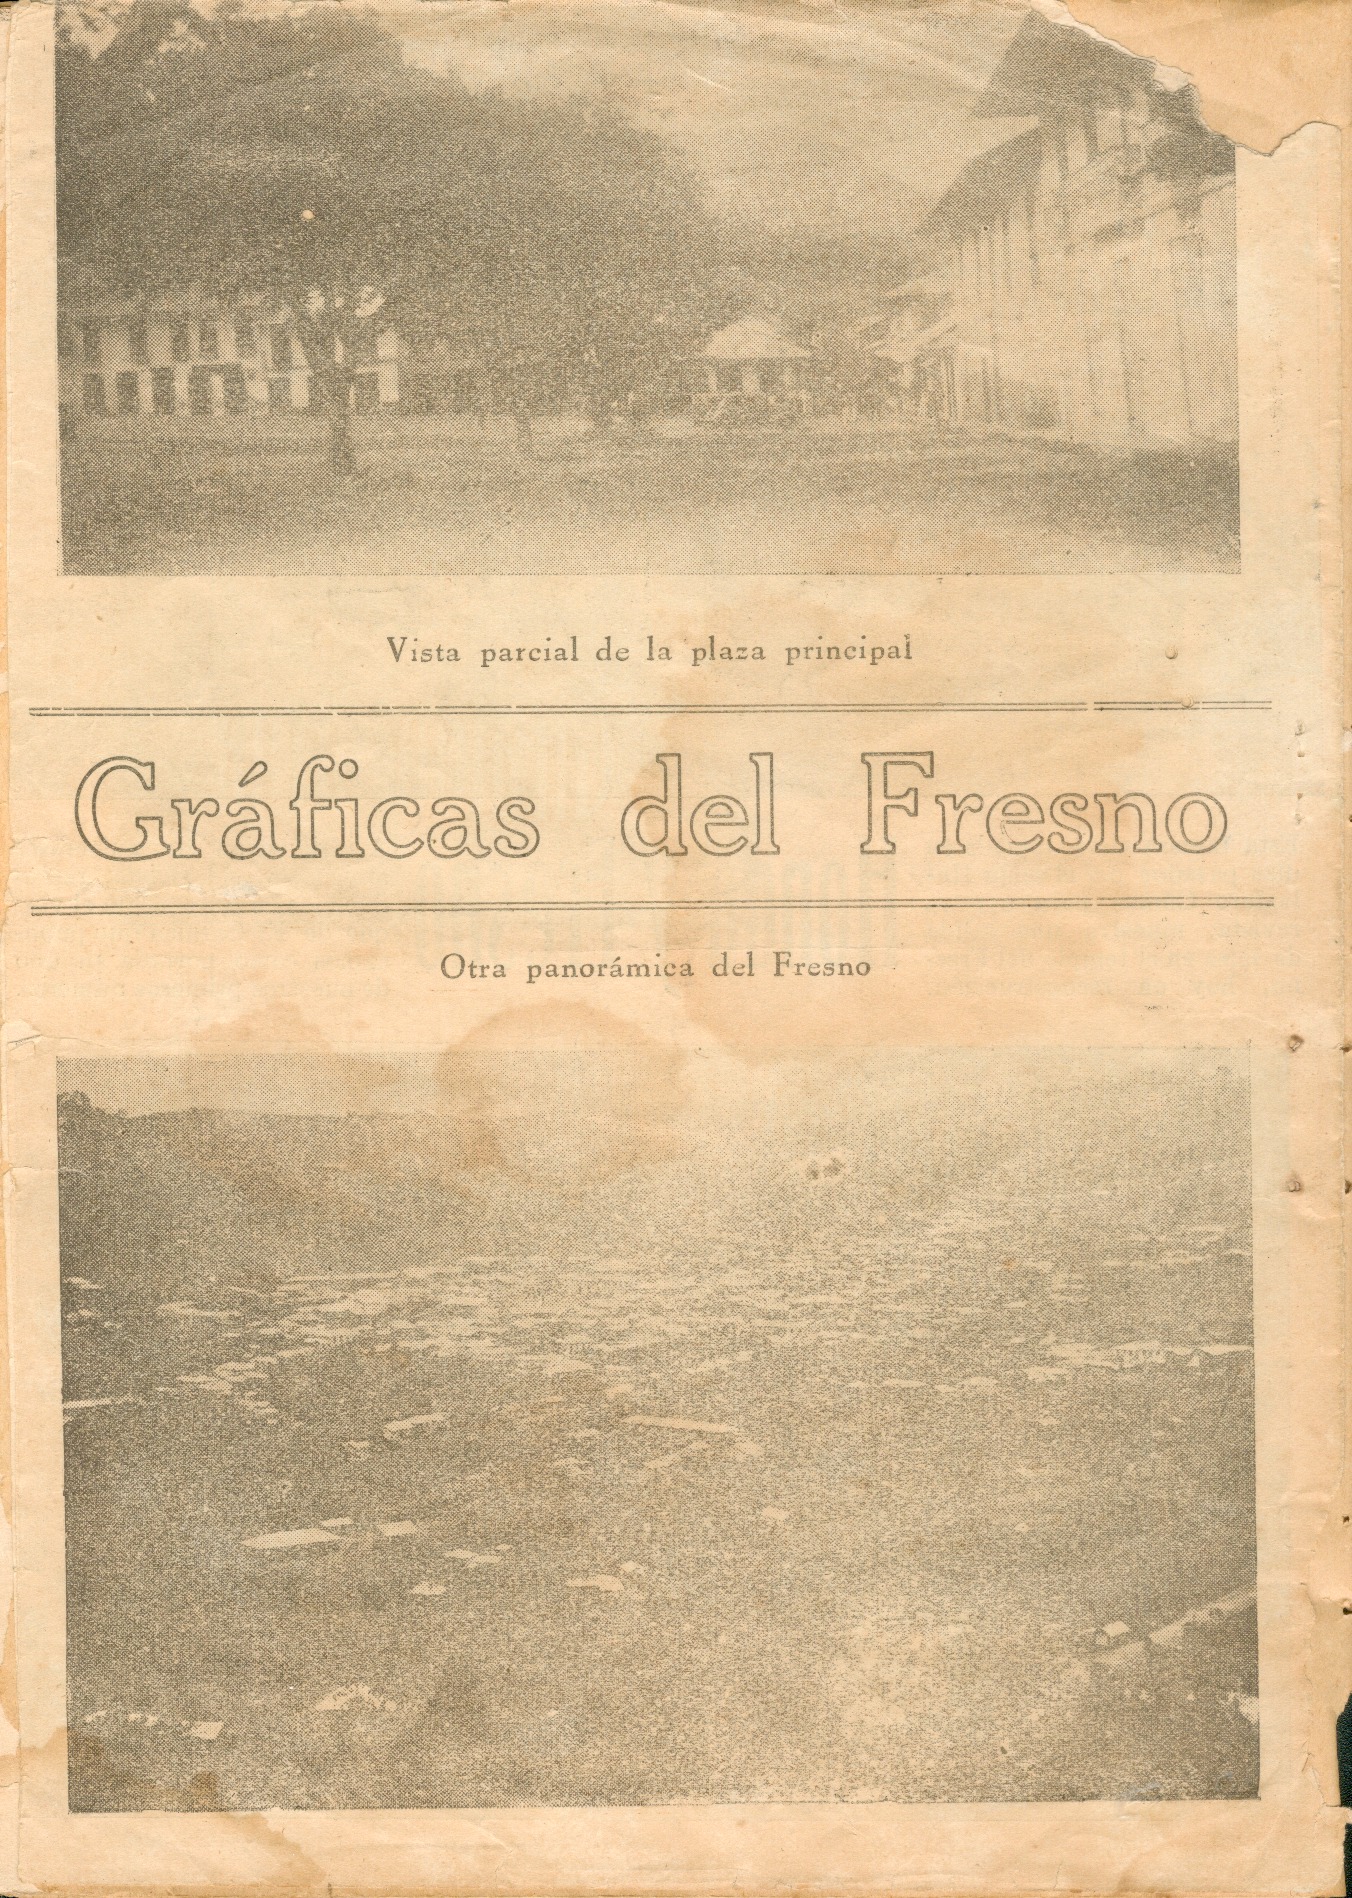 Vista parcial de la plaza principal
Gráficas del Fresno
Otra panorámica del Fresno